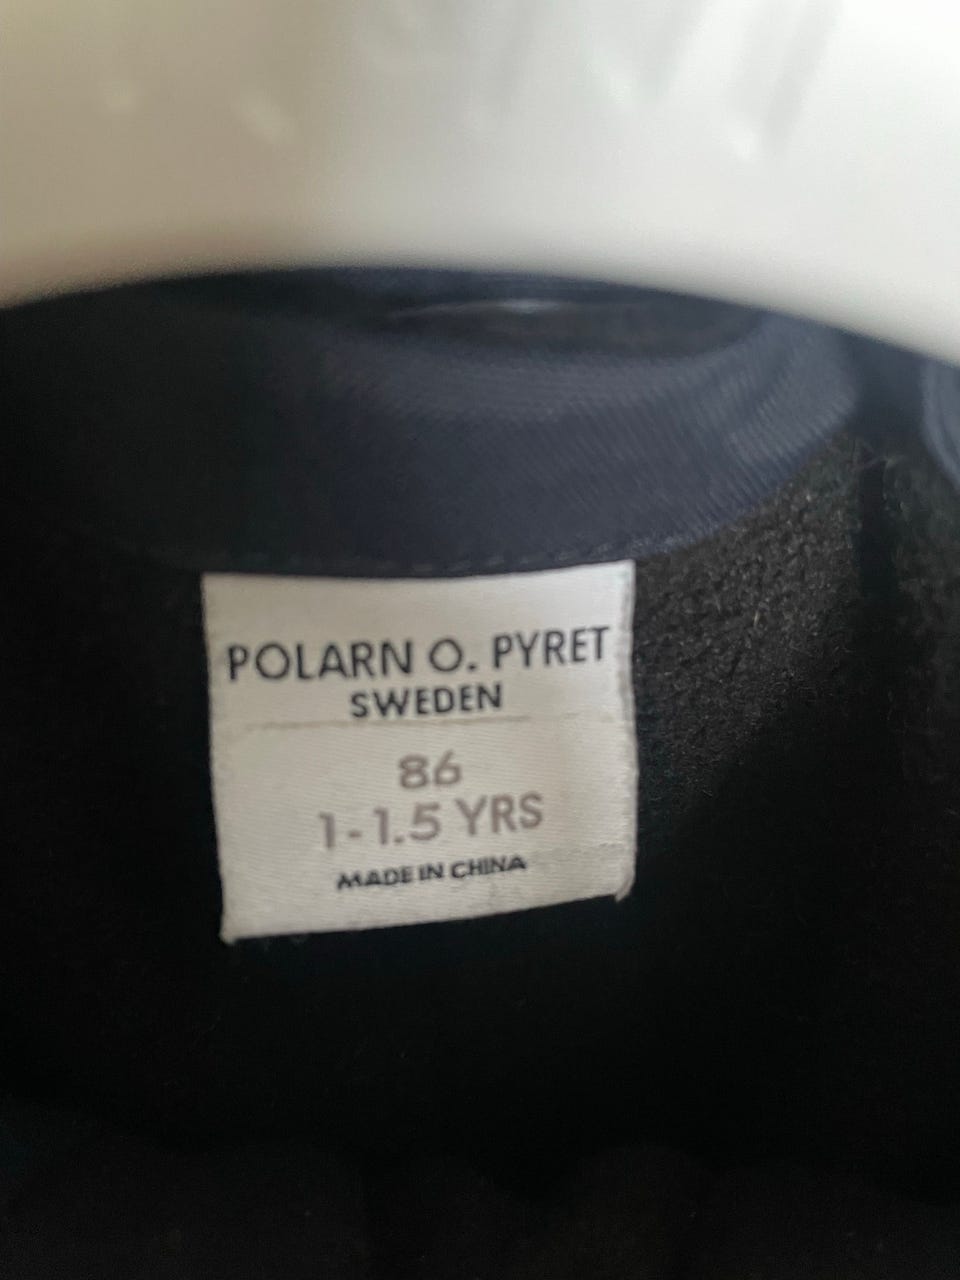 POLARN O. PYRET
SWEDEN
86
1-1.5 YRS
MADE IN CHINA